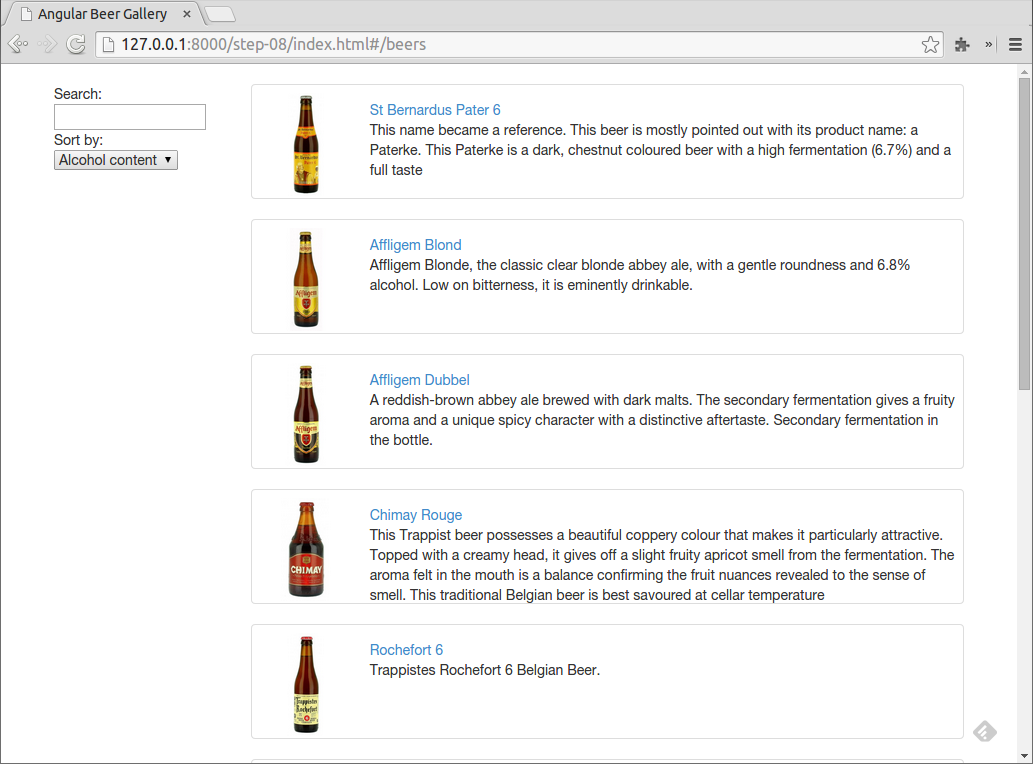 Angular Beer Gallery
127.0.0.1:8000/step-08/index.html#/beers
Search:
Sort by:
Alcohol content
St Bernardus Pater 6
This name became a reference. This beer is mostly pointed out with its product name: a
Paterke. This Paterke is a dark, chestnut coloured beer with a high fermentation (6.7%) and a
full taste
Affligem Blond
Affligem Blonde, the classic clear blonde abbey ale, with a gentle roundness and 6.8%
alcohol. Low on bitterness, it is eminently drinkable.
Affligem
Affligem Dubbel
A reddish-brown abbey ale brewed with dark malts. The secondary fermentation gives a fruity
aroma and a unique spicy character with a distinctive aftertaste. Secondary fermentation in
the bottle.
Affligem
Chimay Rouge
This Trappist beer possesses a beautiful coppery colour that makes it particularly attractive.
Topped with a creamy head, it gives off a slight fruity apricot smell from the fermentation. The
aroma felt in the mouth is a balance confirming the fruit nuances revealed to the sense of
smell. This traditional Belgian beer is best savoured at cellar temperature
CHIMAY
Rochefort 6
Trappistes Rochefort 6 Belgian Beer.
Trappistes
Rochefort